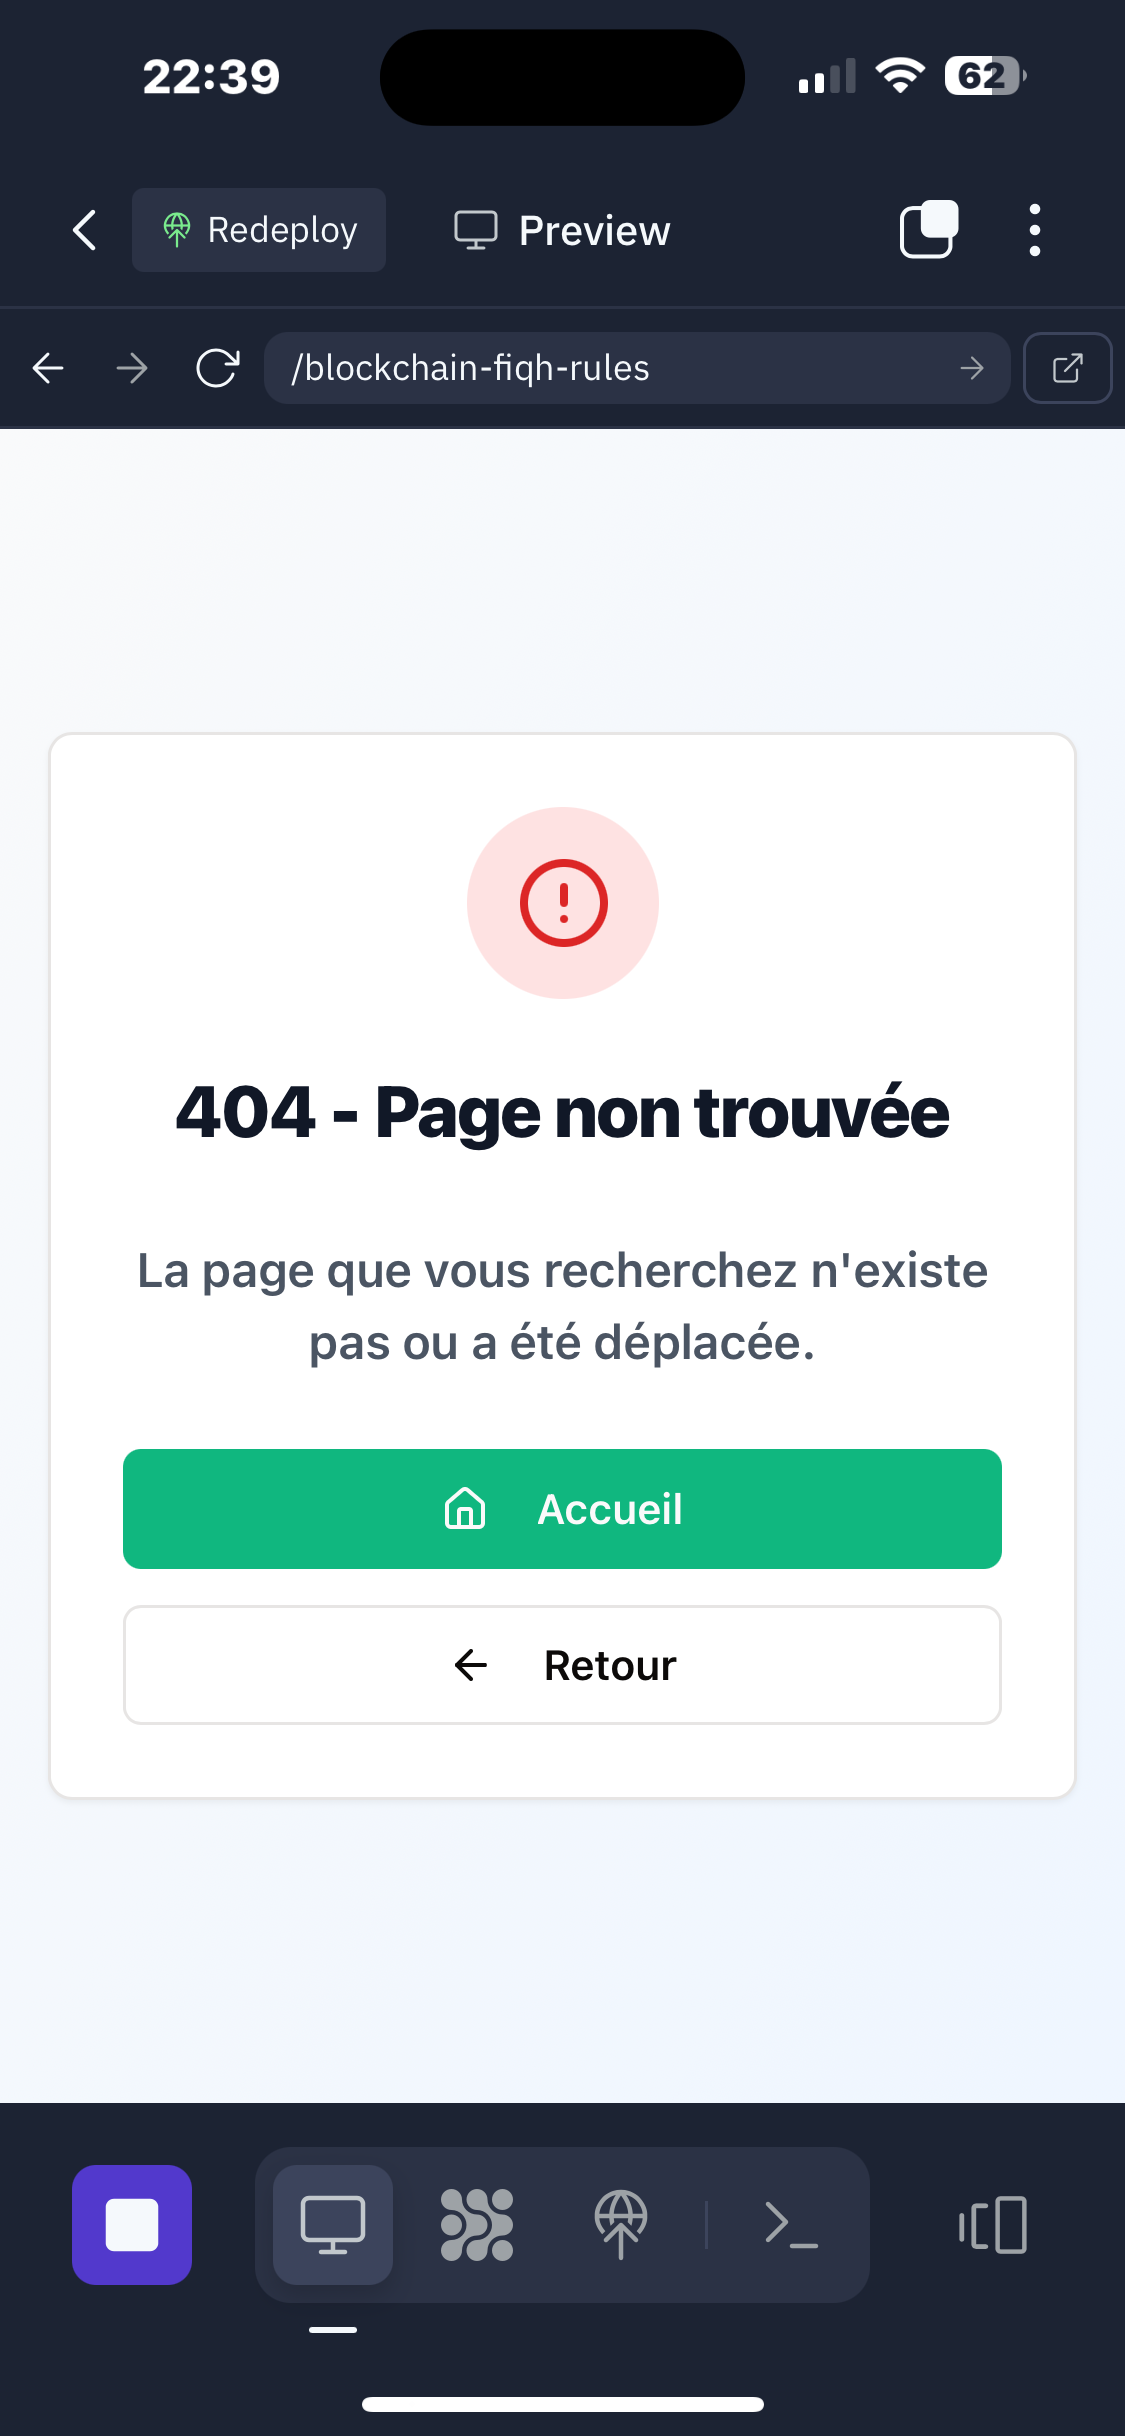 22:39
62
Redeploy
Preview
/blockchain-fiqh-rules
404 - Page non trouvée
La page que vous recherchez n'existe
pas ou a été déplacée.
Accueil
Retour